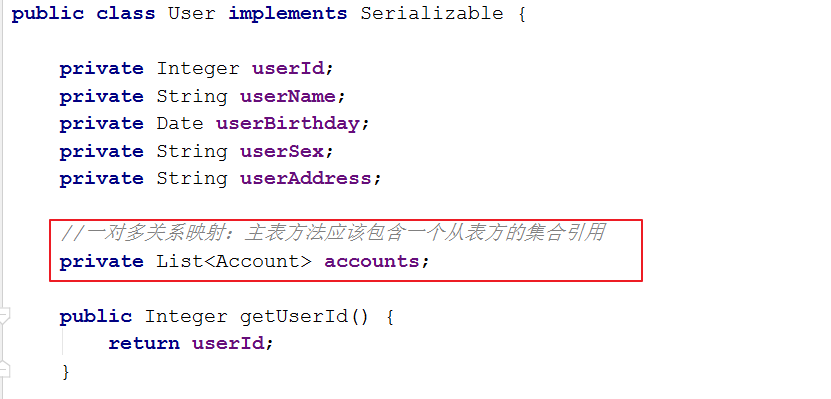 public class User implements Serializable {
private Integer userId;
private String userName;
private Date userBirthday;
private String userSex;
private String userAddress;
//一对多关系映射：主表方法应该包含一个从表方的集合引用
private List<Account> accounts;
public Integer getUserId() {
return userId;
}